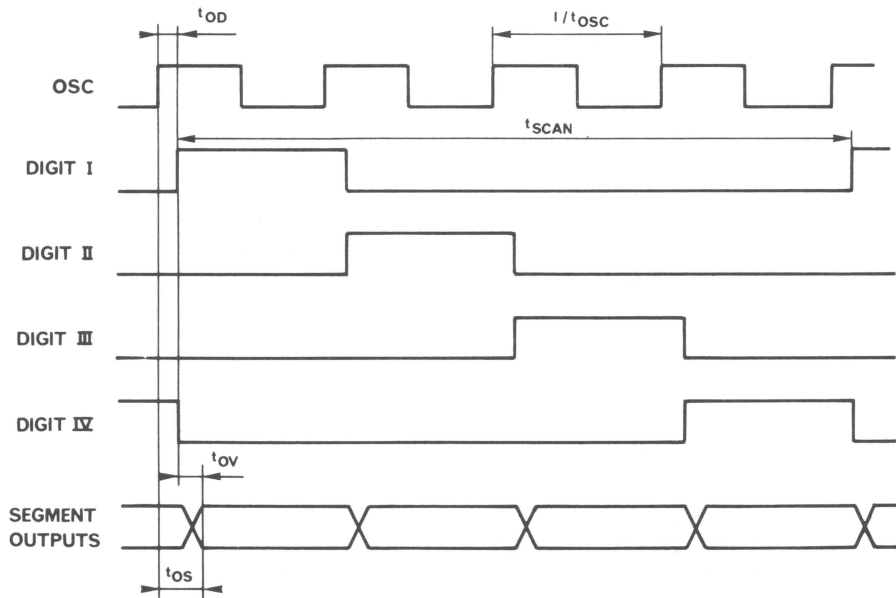 tOD
1/tOSC
OSC
tSCAN
DIGIT I
DIGIT II
DIGIT III
DIGIT IV
tOV
SEGMENT
OUTPUTS
tOS